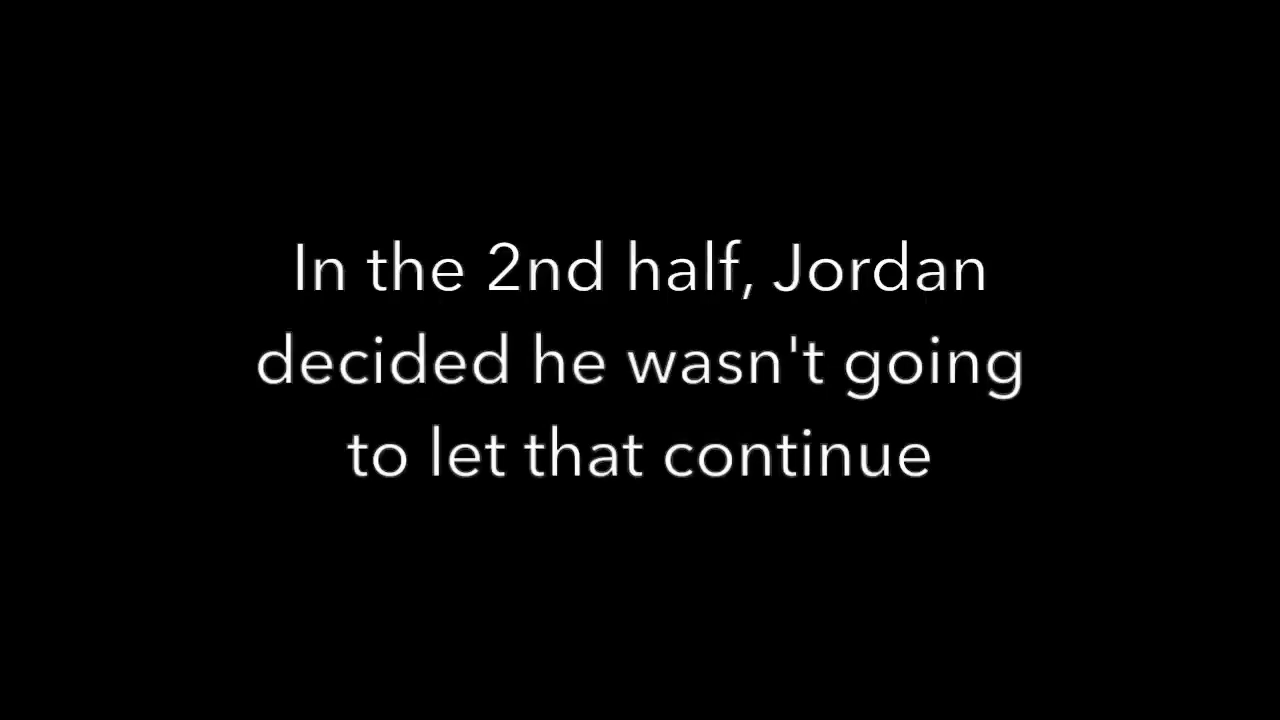 In the 2nd half, Jordan
decided he wasn't going
to let that continue